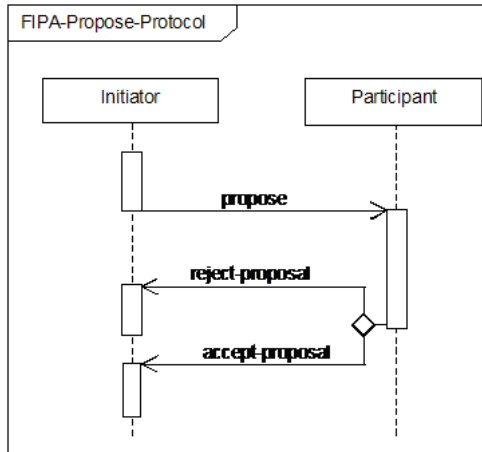 FIPA-Propose-Protocol
Initiator
Participant
propose
reject-proposal
accept-proposal